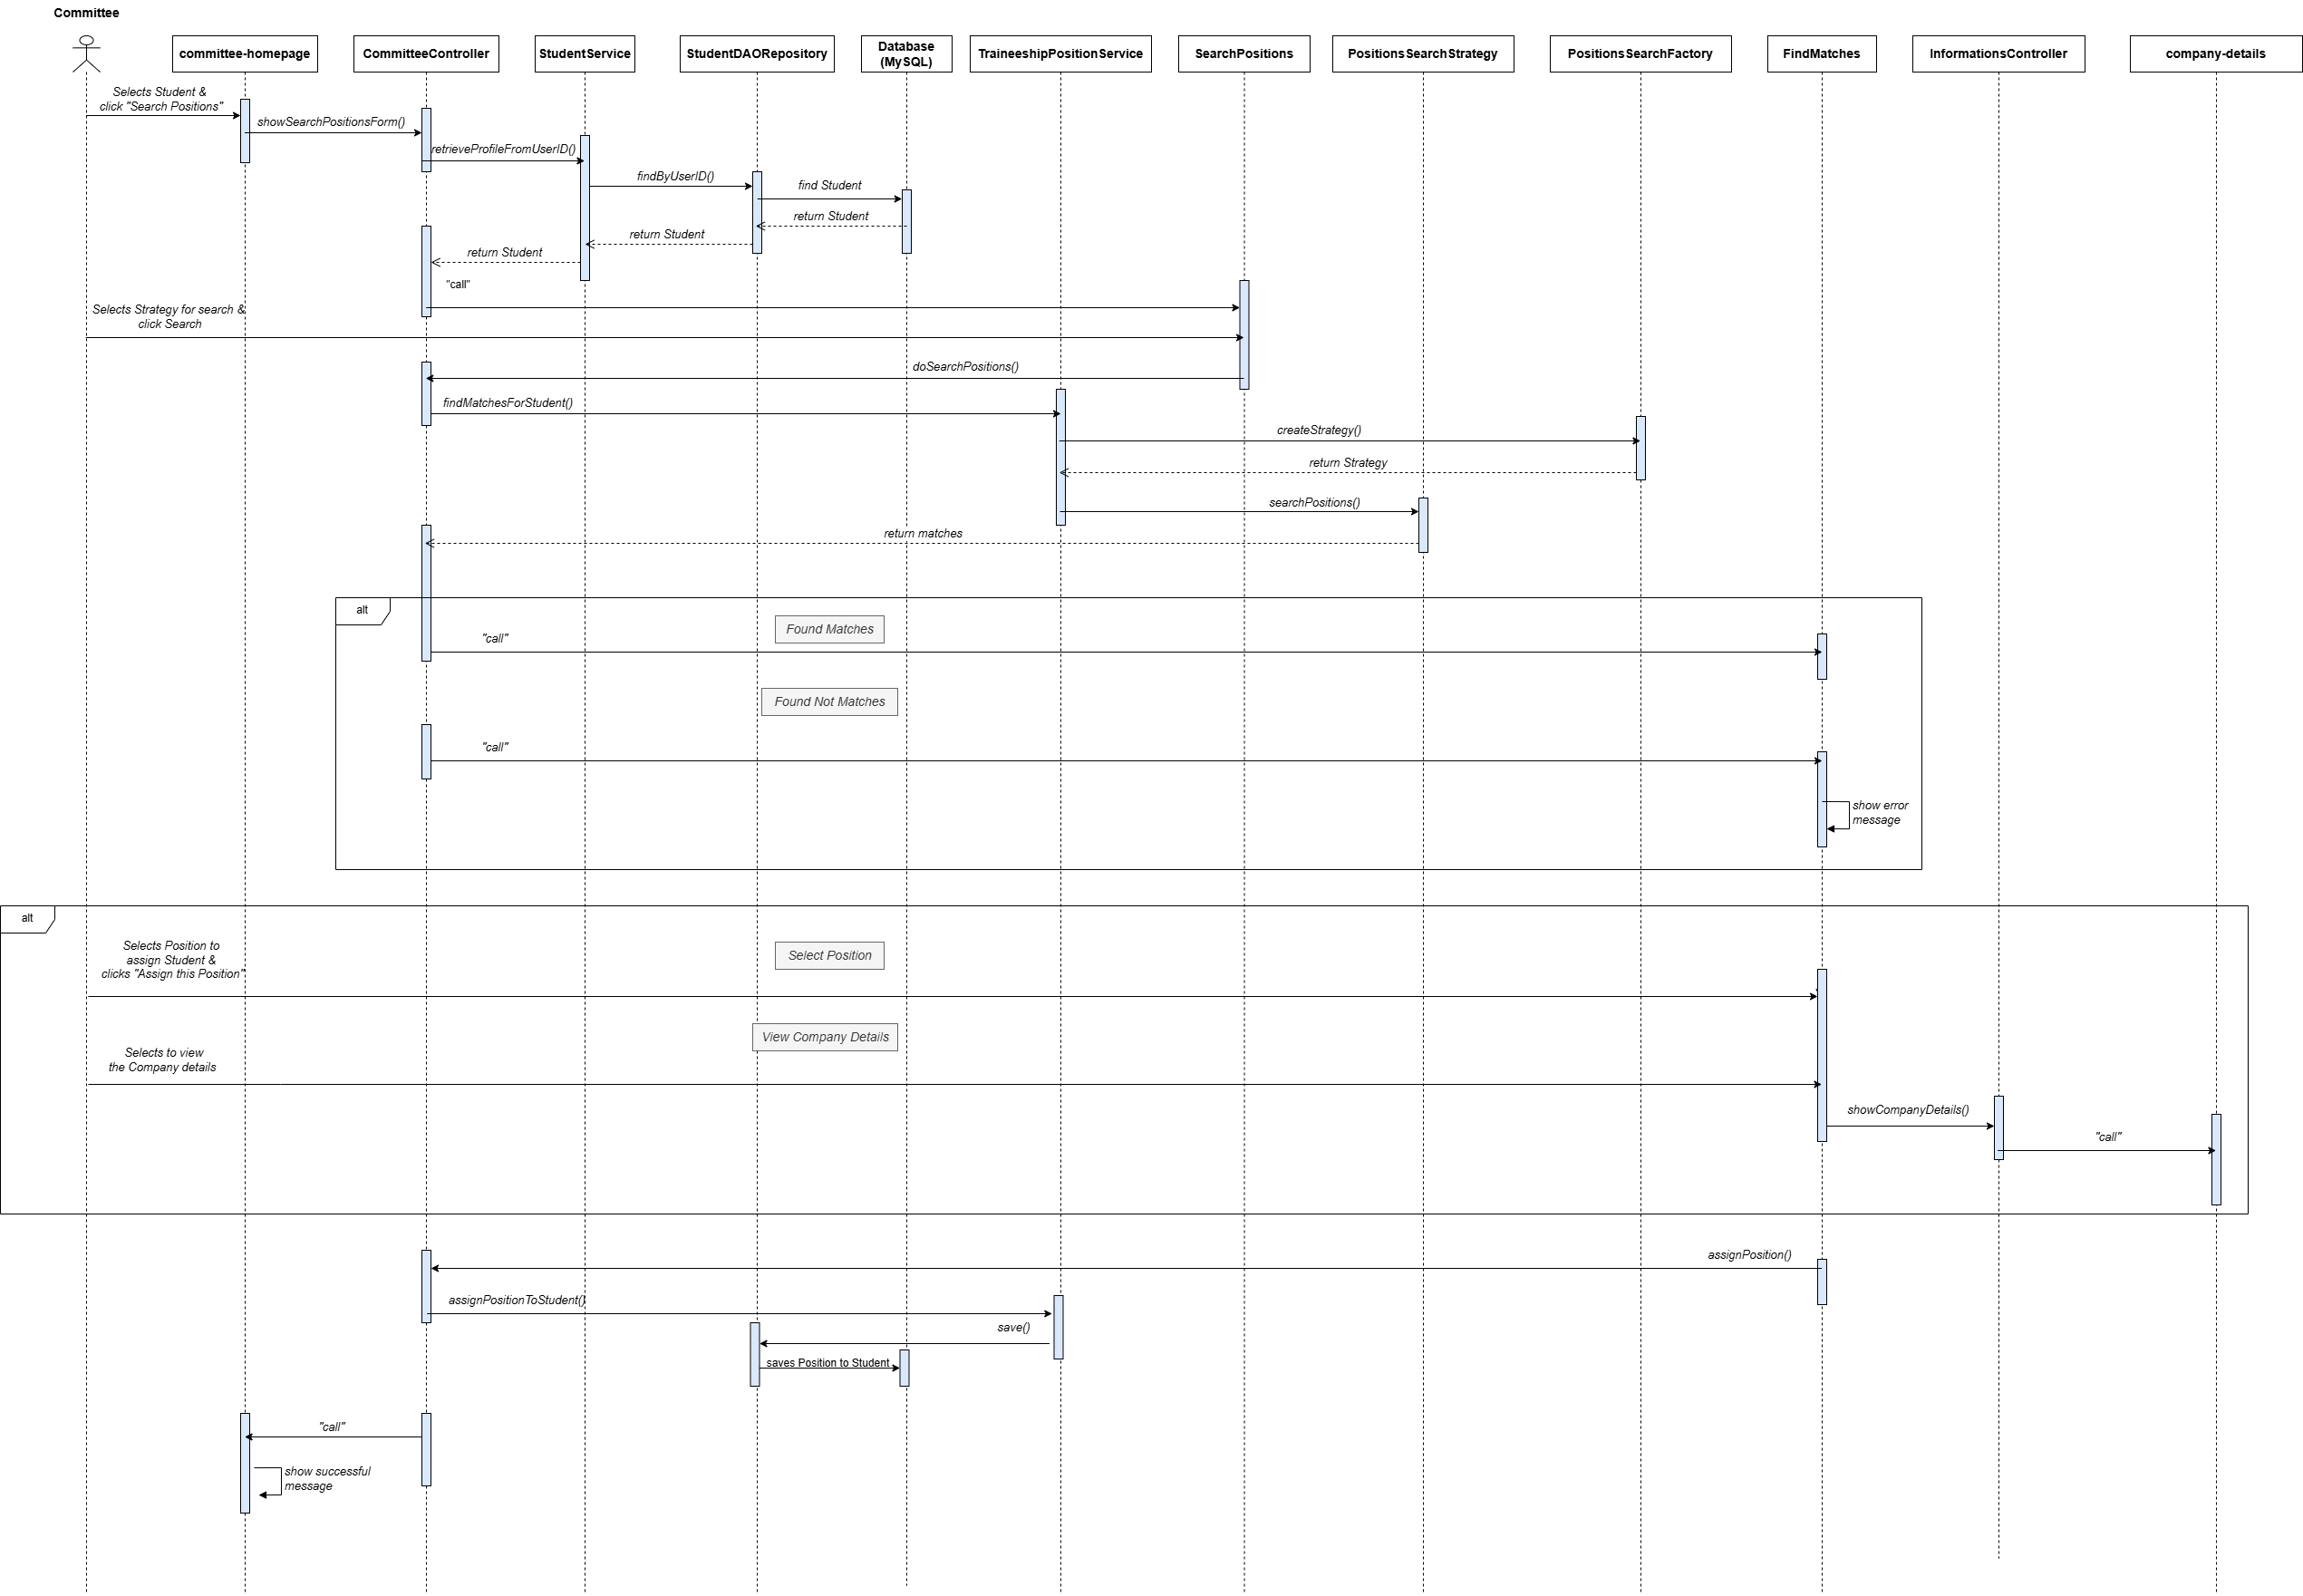 Committee
committee-homepage
CommitteeController
StudentService
StudentDAORepository
Database
(MySQL)
TraineeshipPositionService
SearchPositions
PositionsSearchStrategy
PositionsSearchFactory
FindMatches
InformationsController
company-details
Selects Student &
click "Search Positions"
showSearchPositionsForm()
retrieveProfileFromUserID()
findByUserID()
find Student
return Student
return Student
return Student
"call"
Selects Strategy for search &
click Search
doSearchPositions()
findMatchesForStudent()
createStrategy()
return Strategy
searchPositions()
return matches
alt
Found Matches
"call"
Found Not Matches
"call"
show error
message
alt
Selects Position to
assign Student &
clicks "Assign this Position"
Select Position
View Company Details
Selects to view
the Company details
showCompanyDetails()
"call"
assignPosition()
assignPositionToStudent()
save()
saves Position to Student
"call"
show successful
message